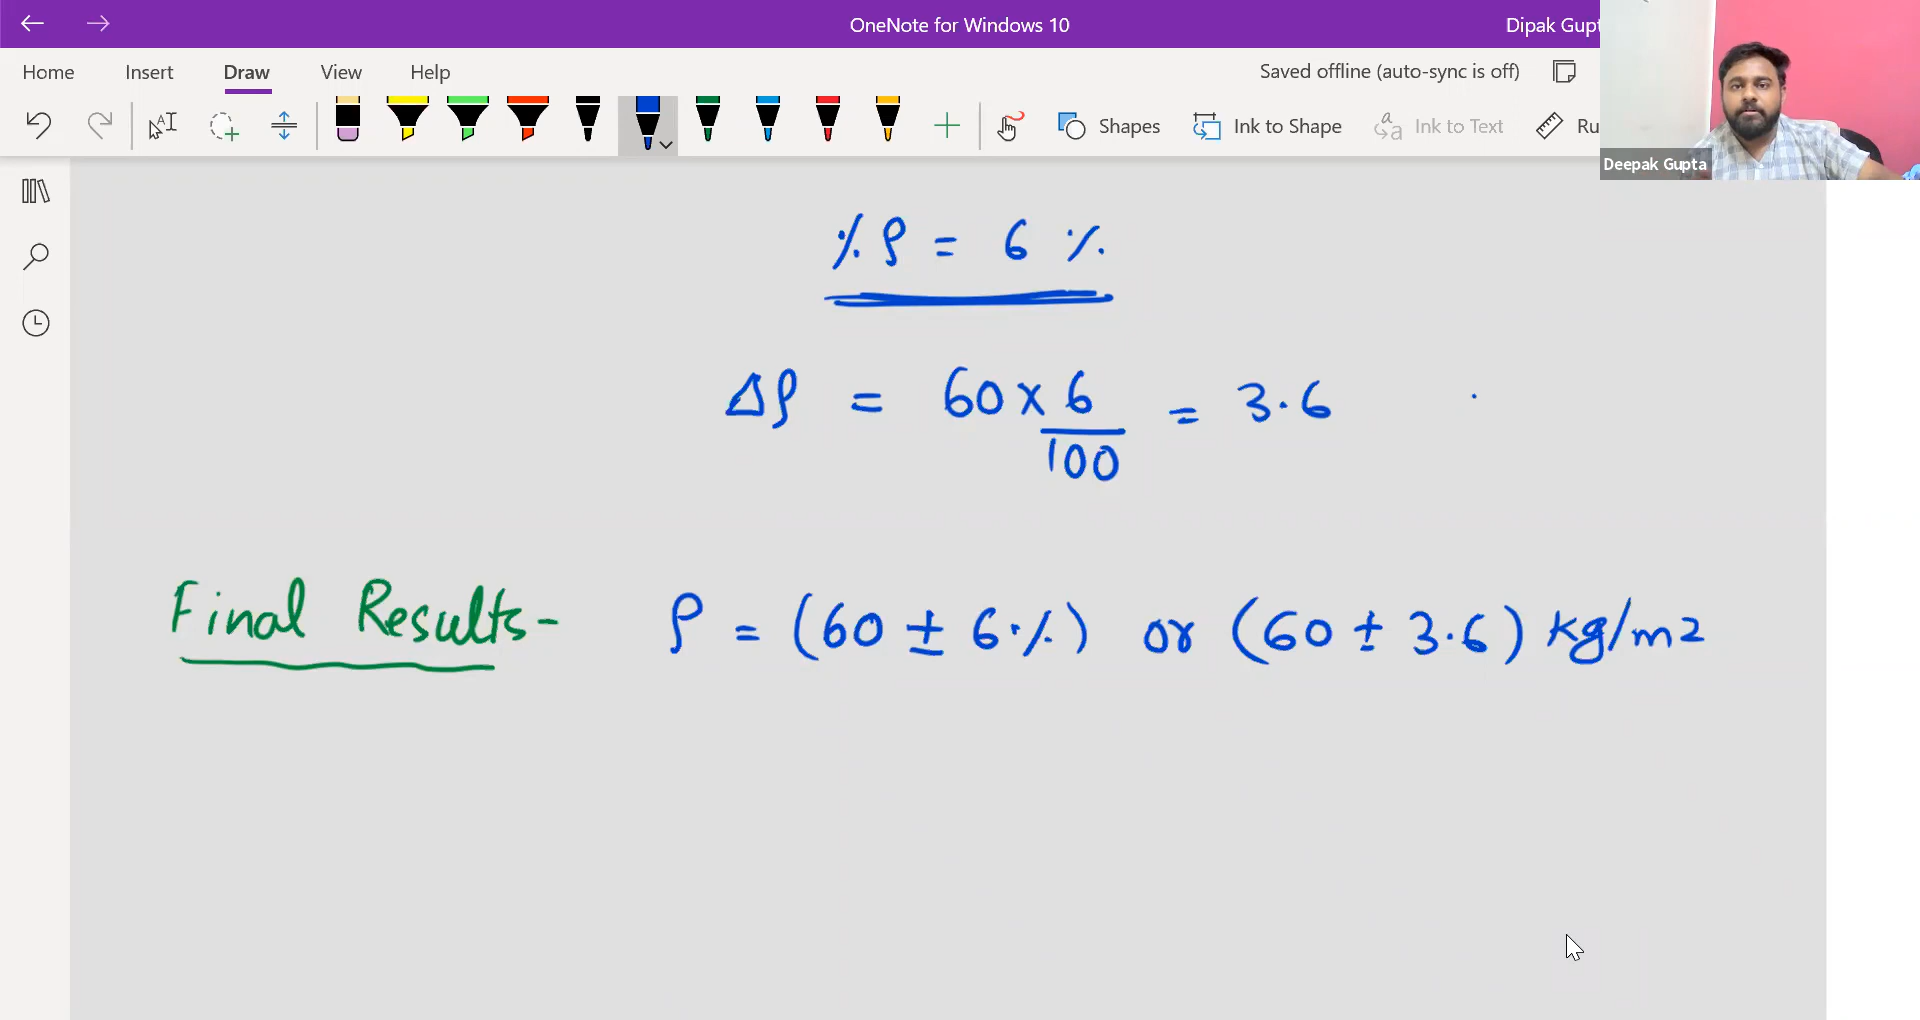 OneNote for Windows 10
Dipak Gupt
Home Insert Draw View Help
Saved offline (auto-sync is off)
Shapes Ink to Shape Ink to Text Ru
Deepak Gupta
% ρ = 6 %
Δρ = 60 × 6/100 = 3.6
Final Results- ρ = (60 ± 6%) or (60 ± 3.6) kg/m2